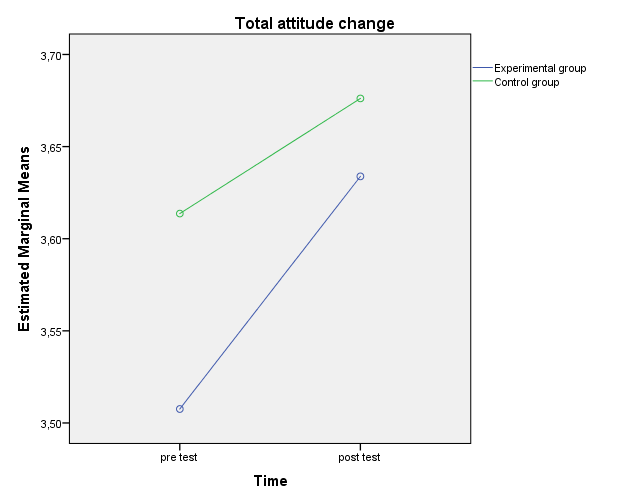 Total attitude change
3,70
3,65
3,60
3,55
3,50
Estimated Marginal Means
pre test
post test
Time
Experimental group
Control group